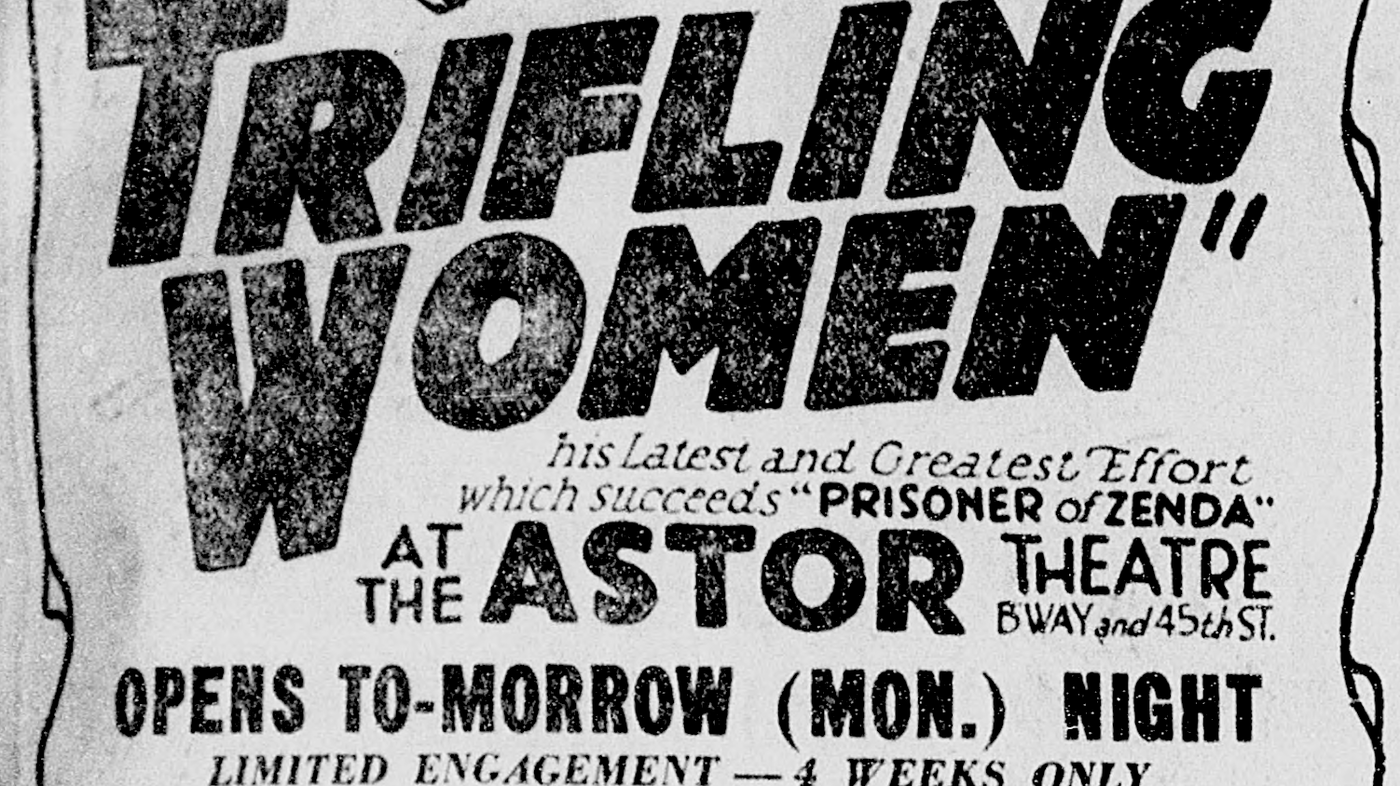 TRIFLING
WOMEN"
his Latest and Greatest Effort
which succeeds "PRISONER of ZENDA"
AT THE ASTOR THEATRE
B'WAY and 45th ST.
OPENS TO-MORROW (MON.) NIGHT
LIMITED ENGAGEMENT — 4 WEEKS ONLY